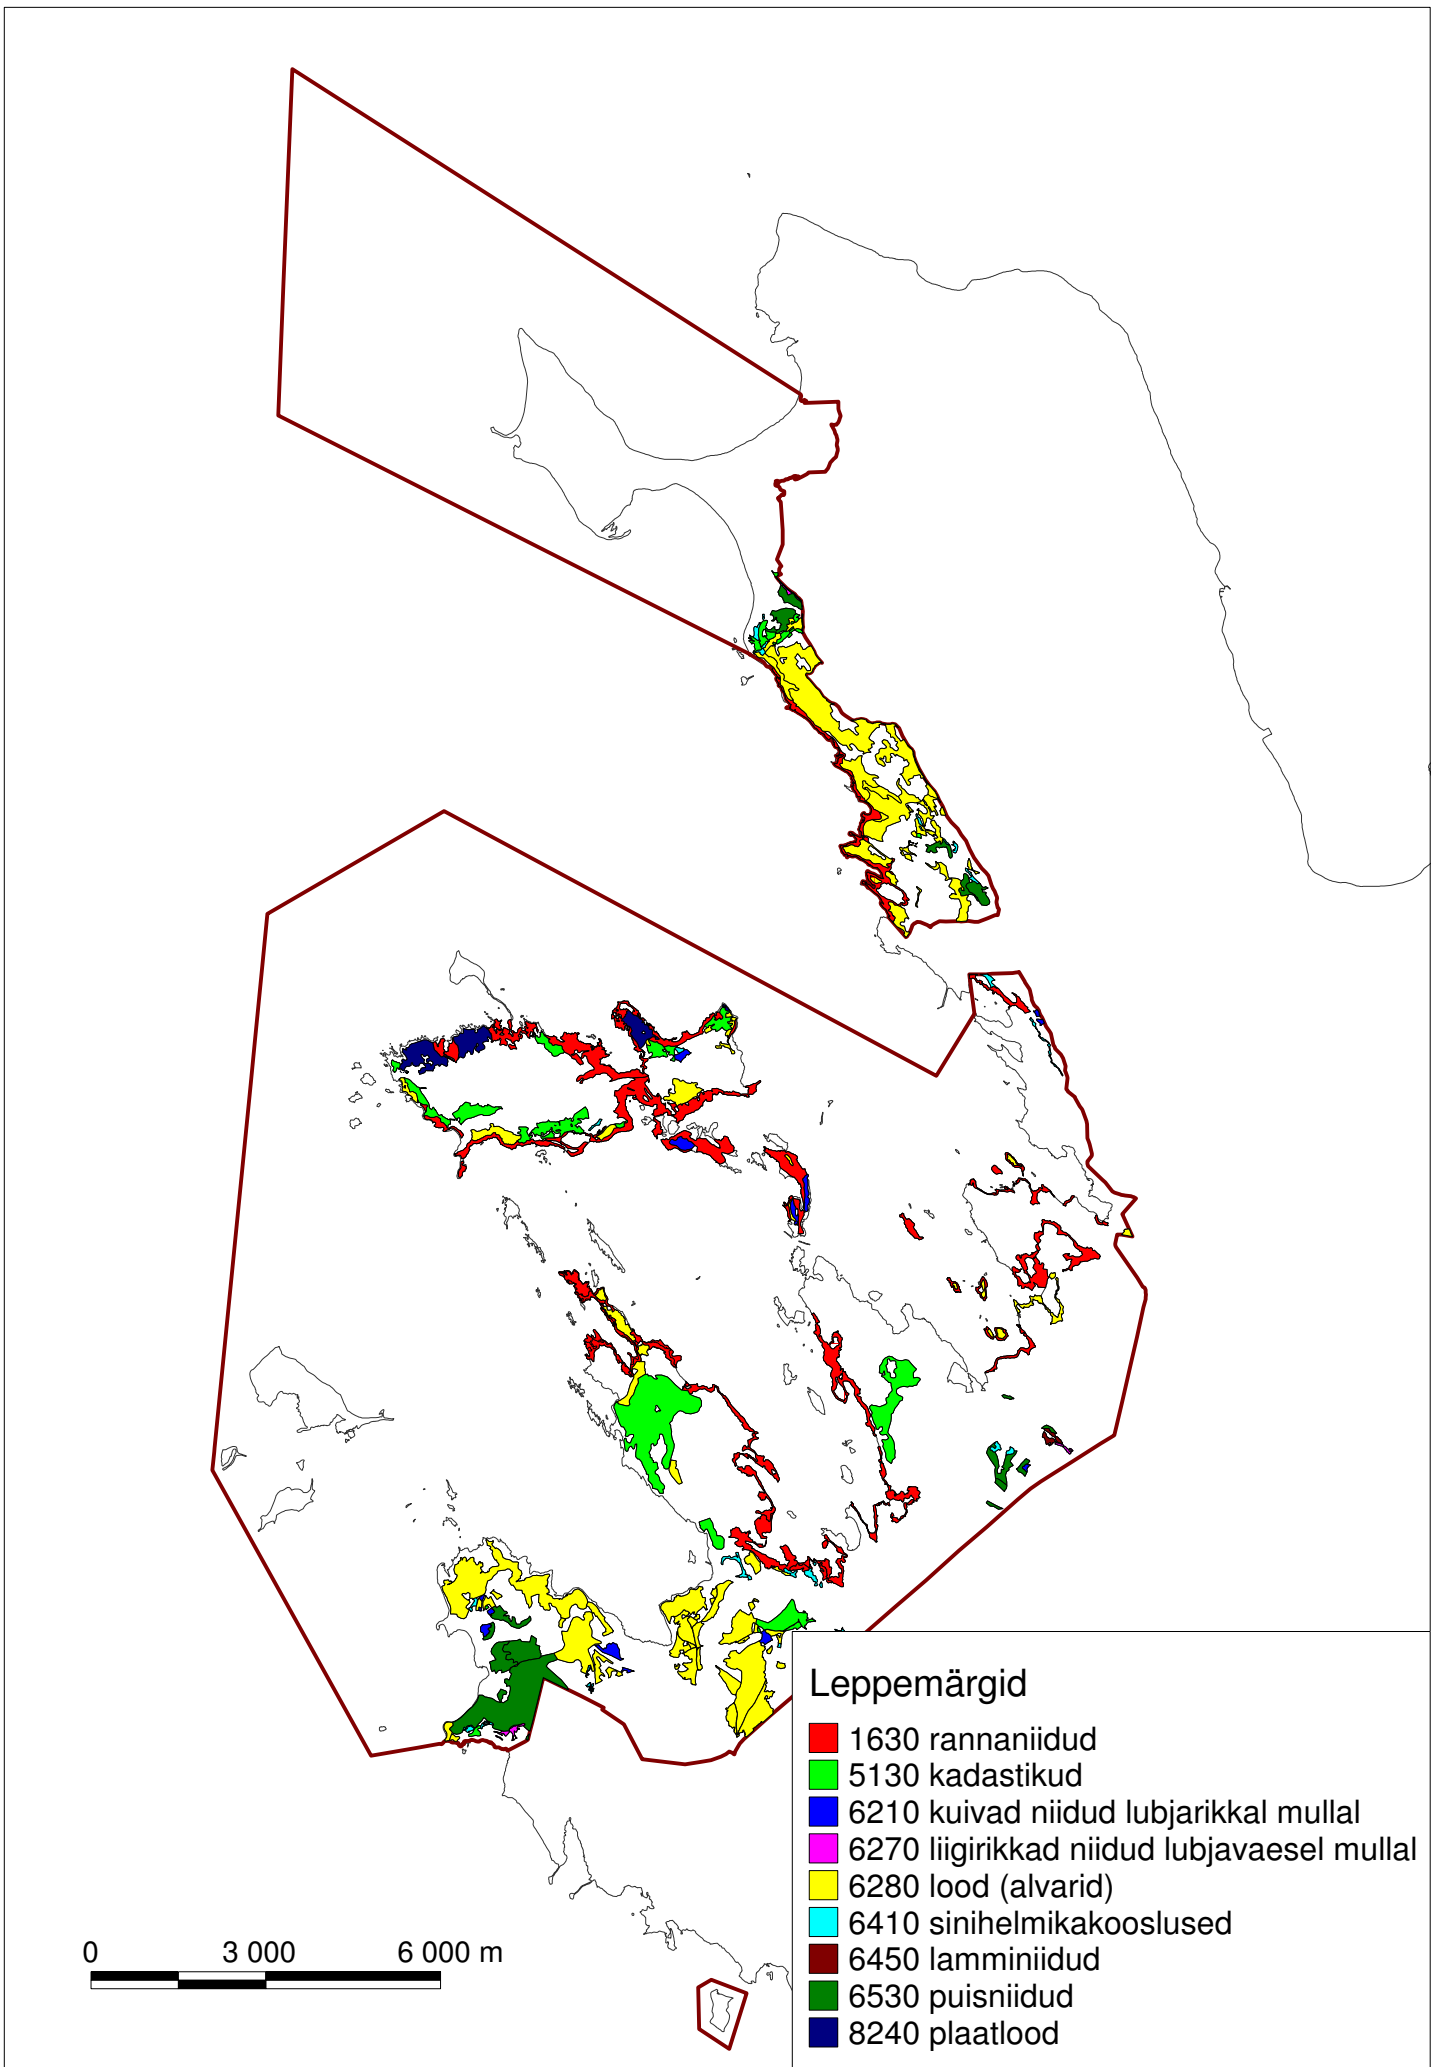 Leppemärgid
1630 rannaniidud
5130 kadastikud
6210 kuivad niidud lubjarikkal mullal
6270 liigirikkad niidud lubjavaesel mullal
6280 lood (alvarid)
6410 sinihelmikakooslused
6450 lamminiidud
6530 puisniidud
8240 plaatlood
0 3 000 6 000 m